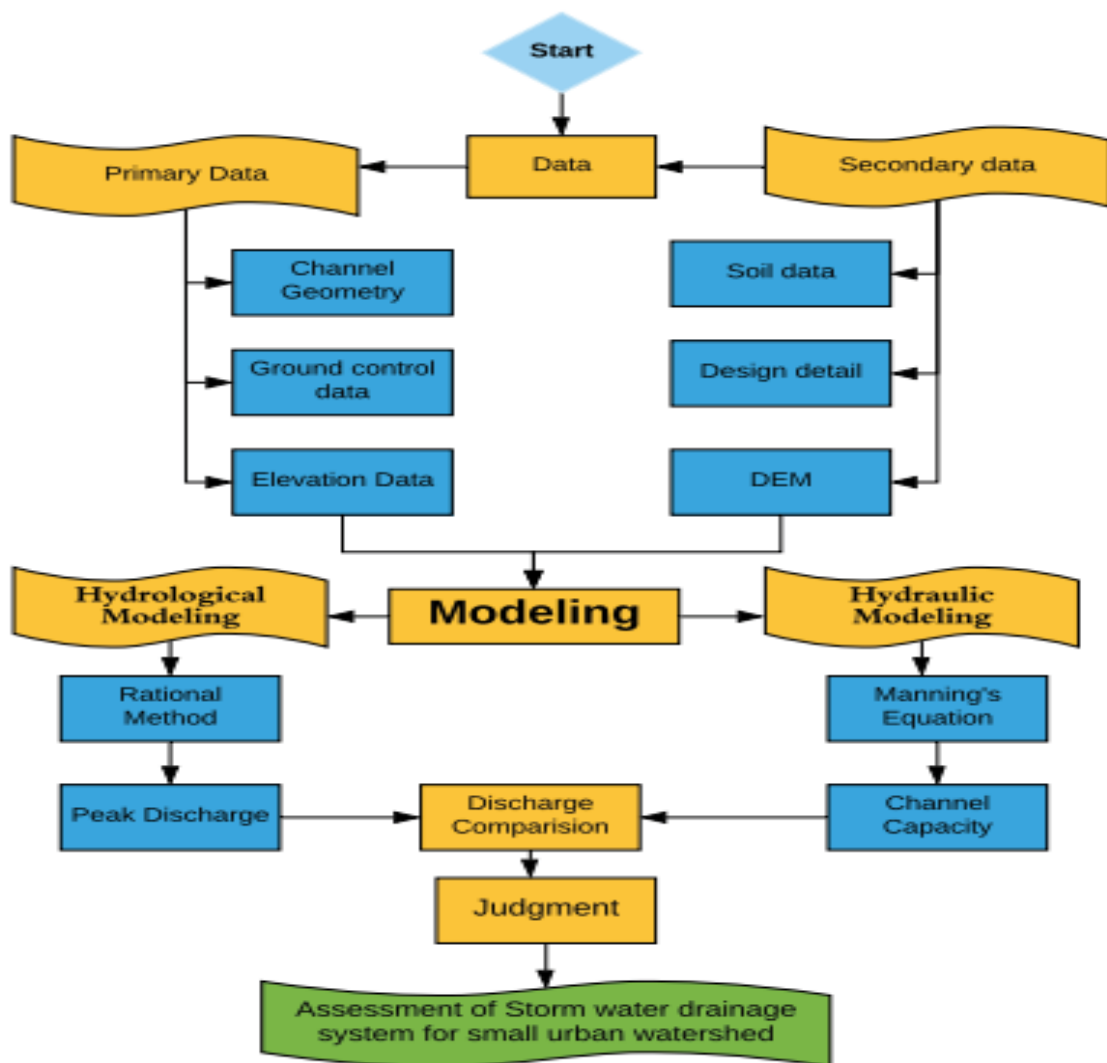 Start
Primary Data
Data
Secondary data
Channel
Geometry
Soil data
Ground control
data
Design detail
Elevation Data
DEM
Hydrological
Modeling
Modeling
Hydraulic
Modeling
Rational
Method
Manning's
Equation
Peak Discharge
Discharge
Comparision
Channel
Capacity
Judgment
Assessment of Storm water drainage
system for small urban watershed